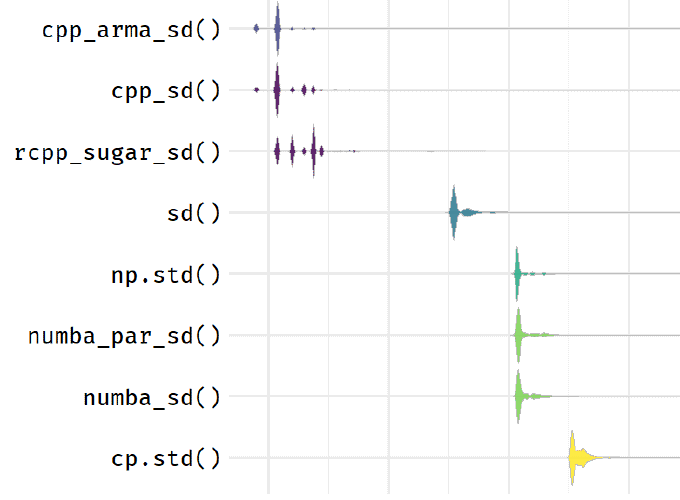 cpp_arma_sd()
cpp_sd()
rcpp_sugar_sd()
sd()
np.std()
numba_par_sd()
numba_sd()
cp.std()